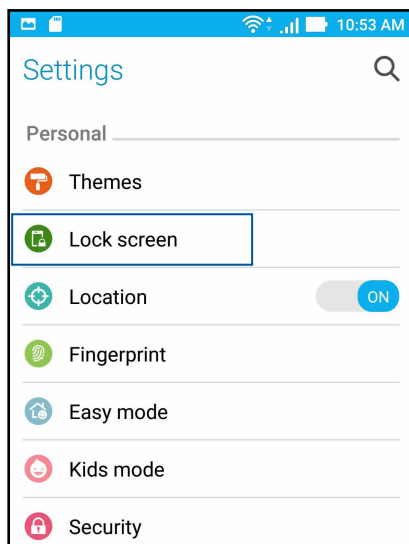 10:53 AM
Settings
Personal
Themes
Lock screen
Location ON
Fingerprint
Easy mode
Kids mode
Security